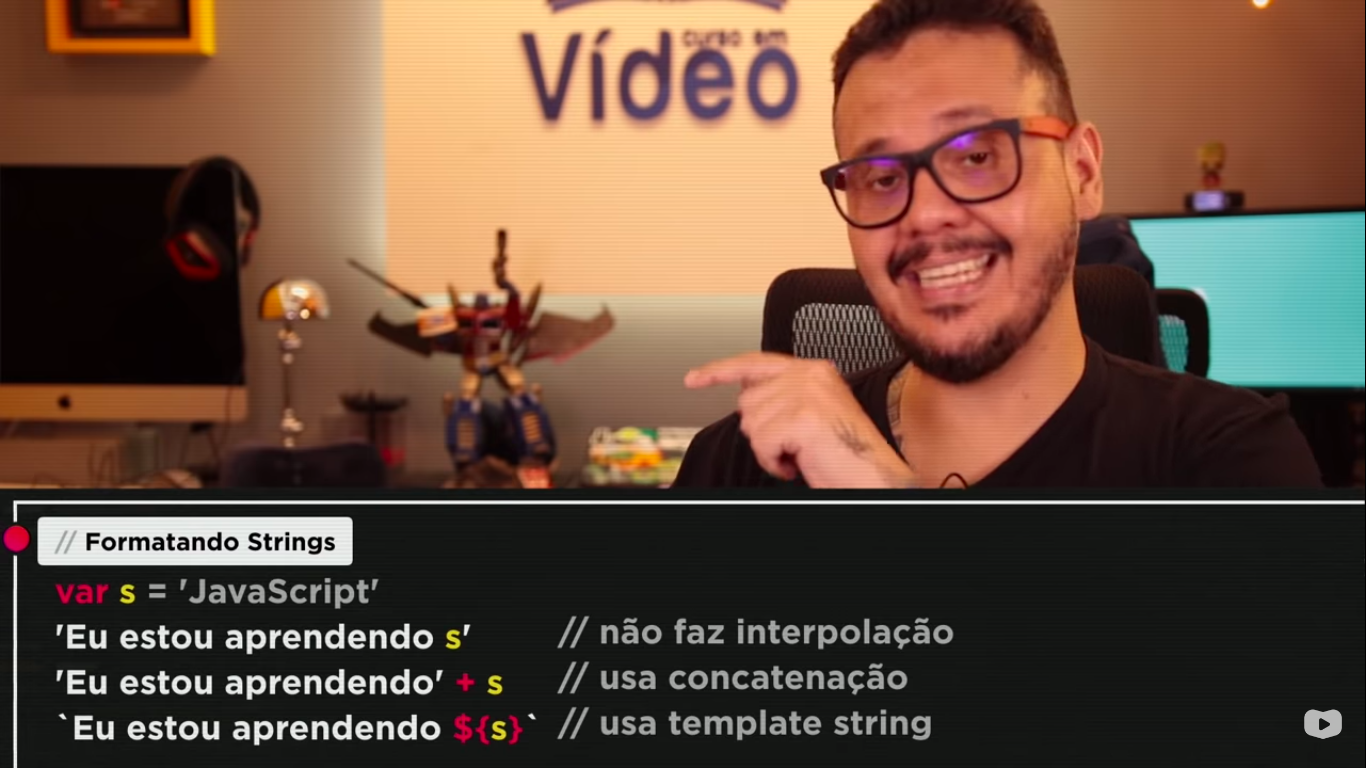 curso em
Vídeo
// Formatando Strings
var s = 'JavaScript'
'Eu estou aprendendo s' // não faz interpolação
'Eu estou aprendendo' + s // usa concatenação
`Eu estou aprendendo ${s}` // usa template string